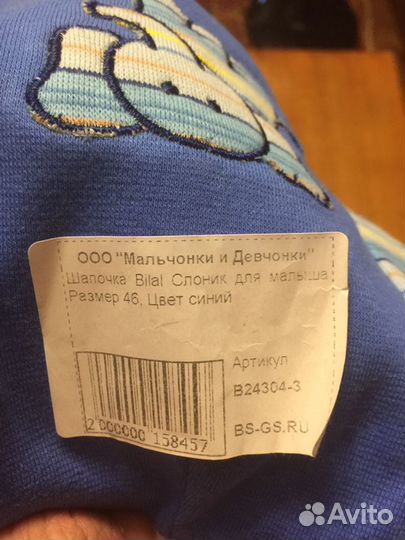 ООО "Мальчонки и Девчонки"
Шапочка Bilal Слоник для малыша
Размер 46, Цвет синий
Артикул
B24304-3
2 000000 158457
BS-GS.RU
Avito